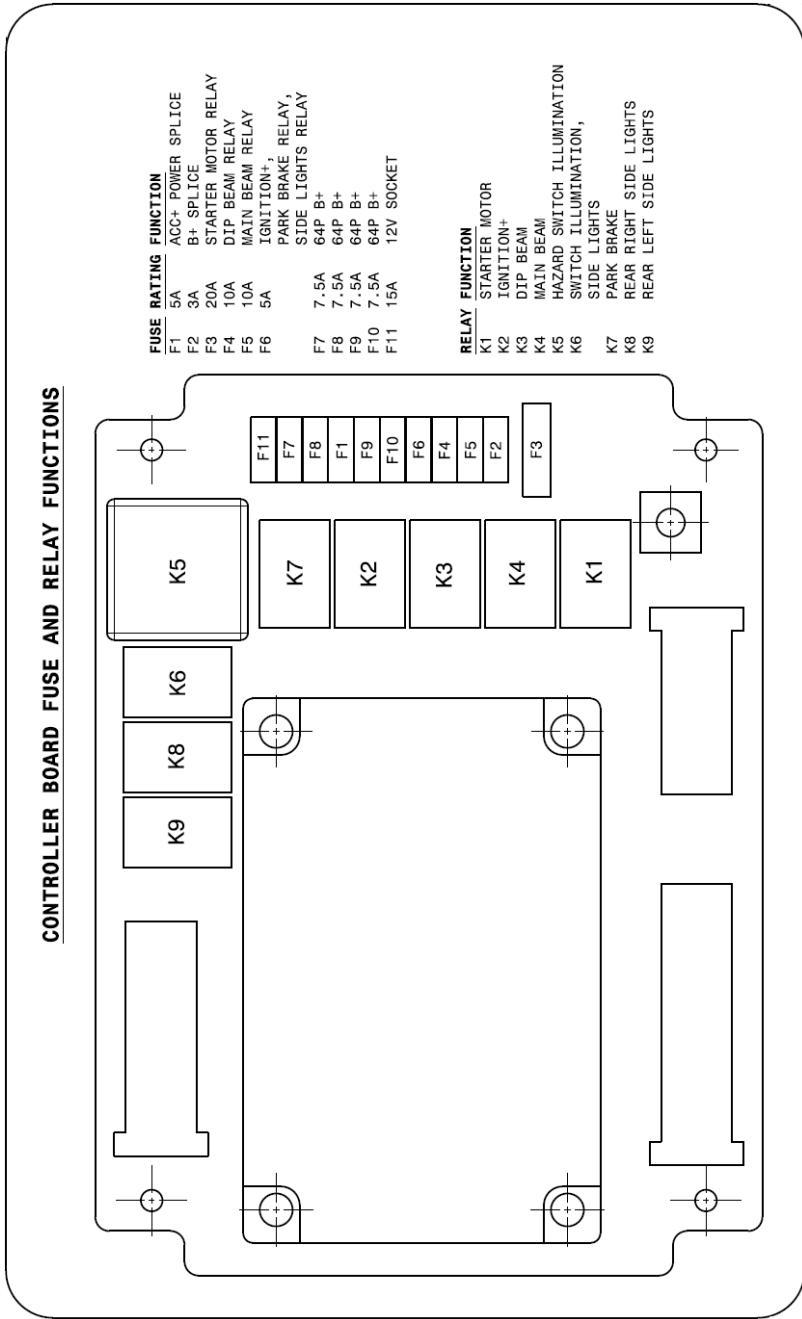 CONTROLLER BOARD FUSE AND RELAY FUNCTIONS
K9
K8
K6
K5
K7
K2
K3
K4
K1
F11
F7
F8
F1
F9
F10
F6
F4
F5
F2
F3
FUSE RATING FUNCTION
F1 5A ACC+ POWER SPLICE
F2 3A B+ SPLICE
F3 20A STARTER MOTOR RELAY
F4 10A DIP BEAM RELAY
F5 10A MAIN BEAM RELAY
F6 5A IGNITION+,
PARK BRAKE RELAY,
SIDE LIGHTS RELAY
F7 7.5A 64P B+
F8 7.5A 64P B+
F9 7.5A 64P B+
F10 7.5A 64P B+
F11 15A 12V SOCKET
RELAY FUNCTION
K1 STARTER MOTOR
K2 IGNITION+
K3 DIP BEAM
K4 MAIN BEAM
K5 HAZARD SWITCH ILLUMINATION
K6 SWITCH ILLUMINATION,
SIDE LIGHTS
K7 PARK BRAKE
K8 REAR RIGHT SIDE LIGHTS
K9 REAR LEFT SIDE LIGHTS